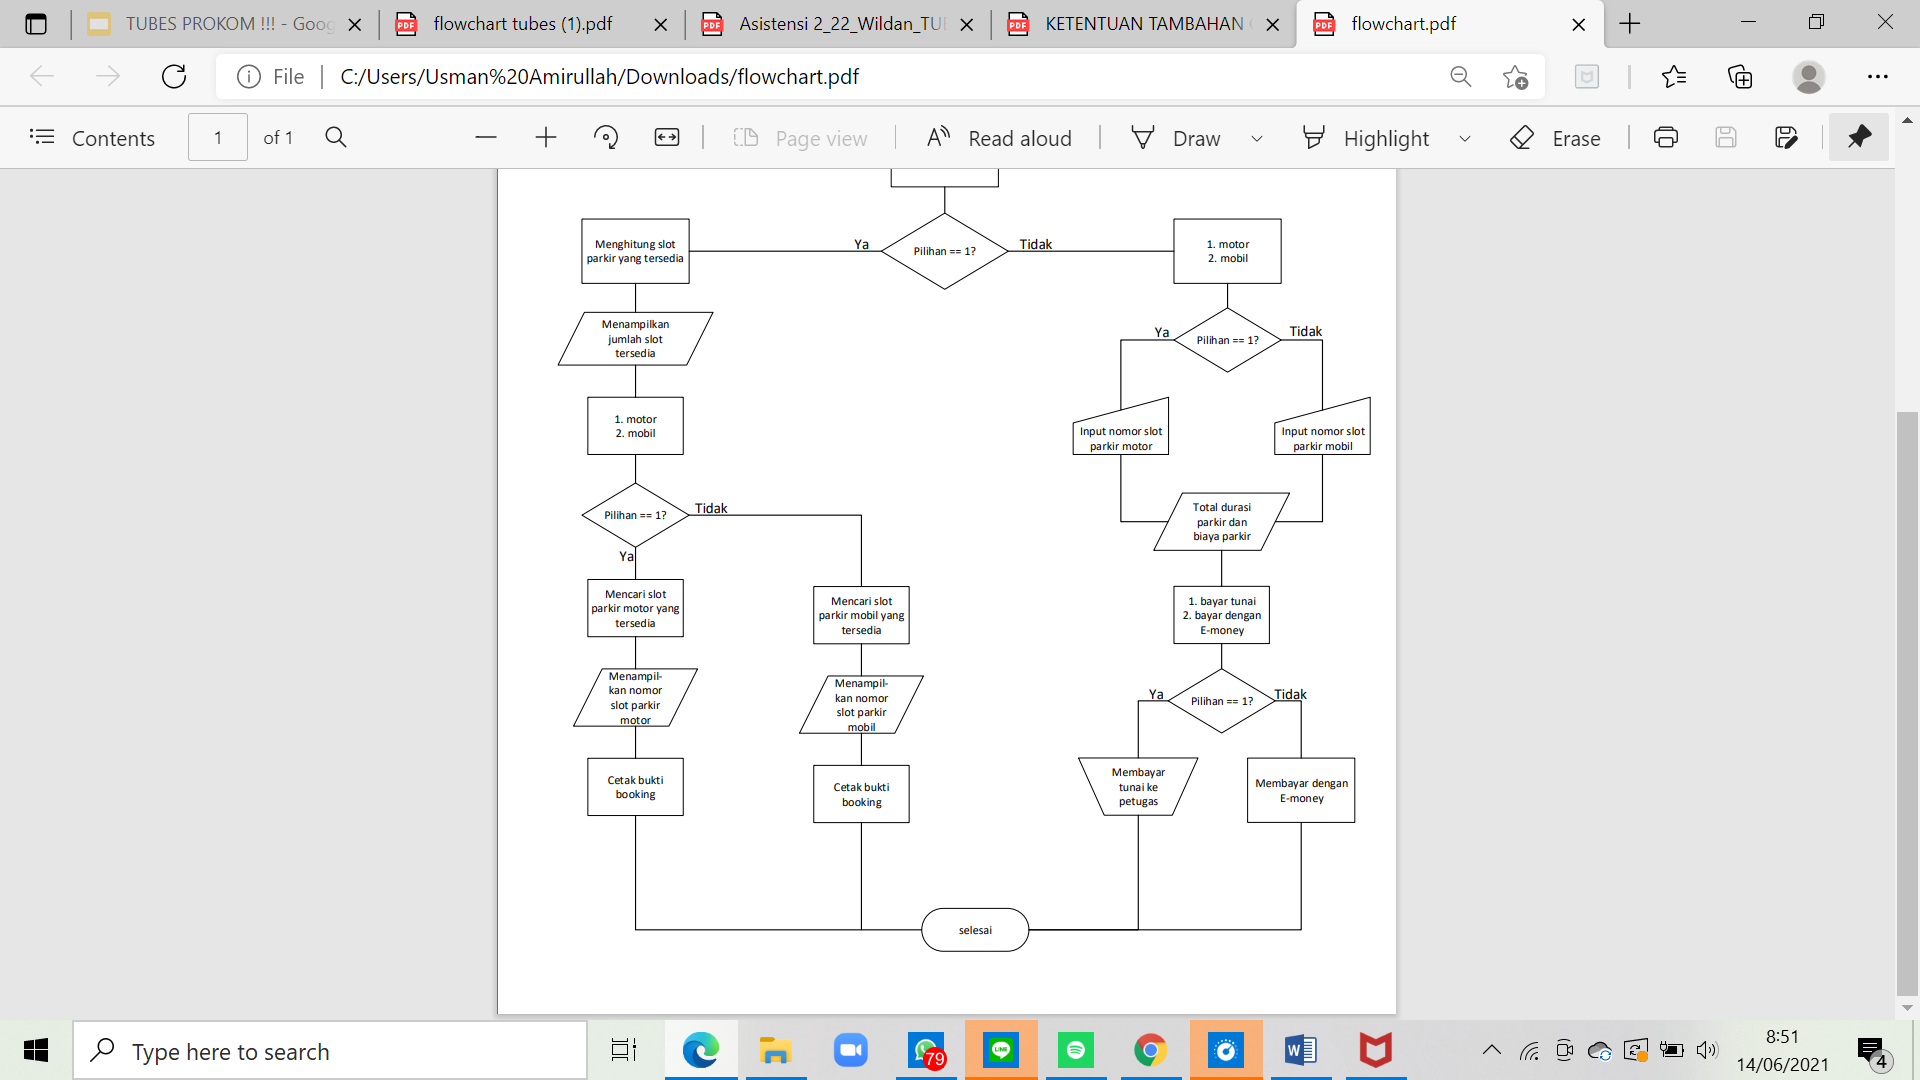 TUBES PROKOM !!! - Goog
flowchart tubes (1).pdf
Asistensi 2_22_Wildan_TU
KETENTUAN TAMBAHAN
flowchart.pdf
File
C:/Users/Usman%20Amirullah/Downloads/flowchart.pdf
Contents
1
of 1
Page view
Read aloud
Draw
Highlight
Erase
Menghitung slot
parkir yang tersedia
Ya
Pilihan == 1?
Tidak
1. motor
2. mobil
Menampilkan
jumlah slot
tersedia
Ya
Pilihan == 1?
Tidak
1. motor
2. mobil
Input nomor slot
parkir motor
Input nomor slot
parkir mobil
Pilihan == 1?
Tidak
Ya
Total durasi
parkir dan
biaya parkir
Mencari slot
parkir motor yang
tersedia
Mencari slot
parkir mobil yang
tersedia
1. bayar tunai
2. bayar dengan
E-money
Menampil-
kan nomor
slot parkir
motor
Menampil-
kan nomor
slot parkir
mobil
Ya
Pilihan == 1?
Tidak
Cetak bukti
booking
Cetak bukti
booking
Membayar
tunai ke
petugas
Membayar dengan
E-money
selesai
Type here to search
79
LINE
8:51
14/06/2021
4